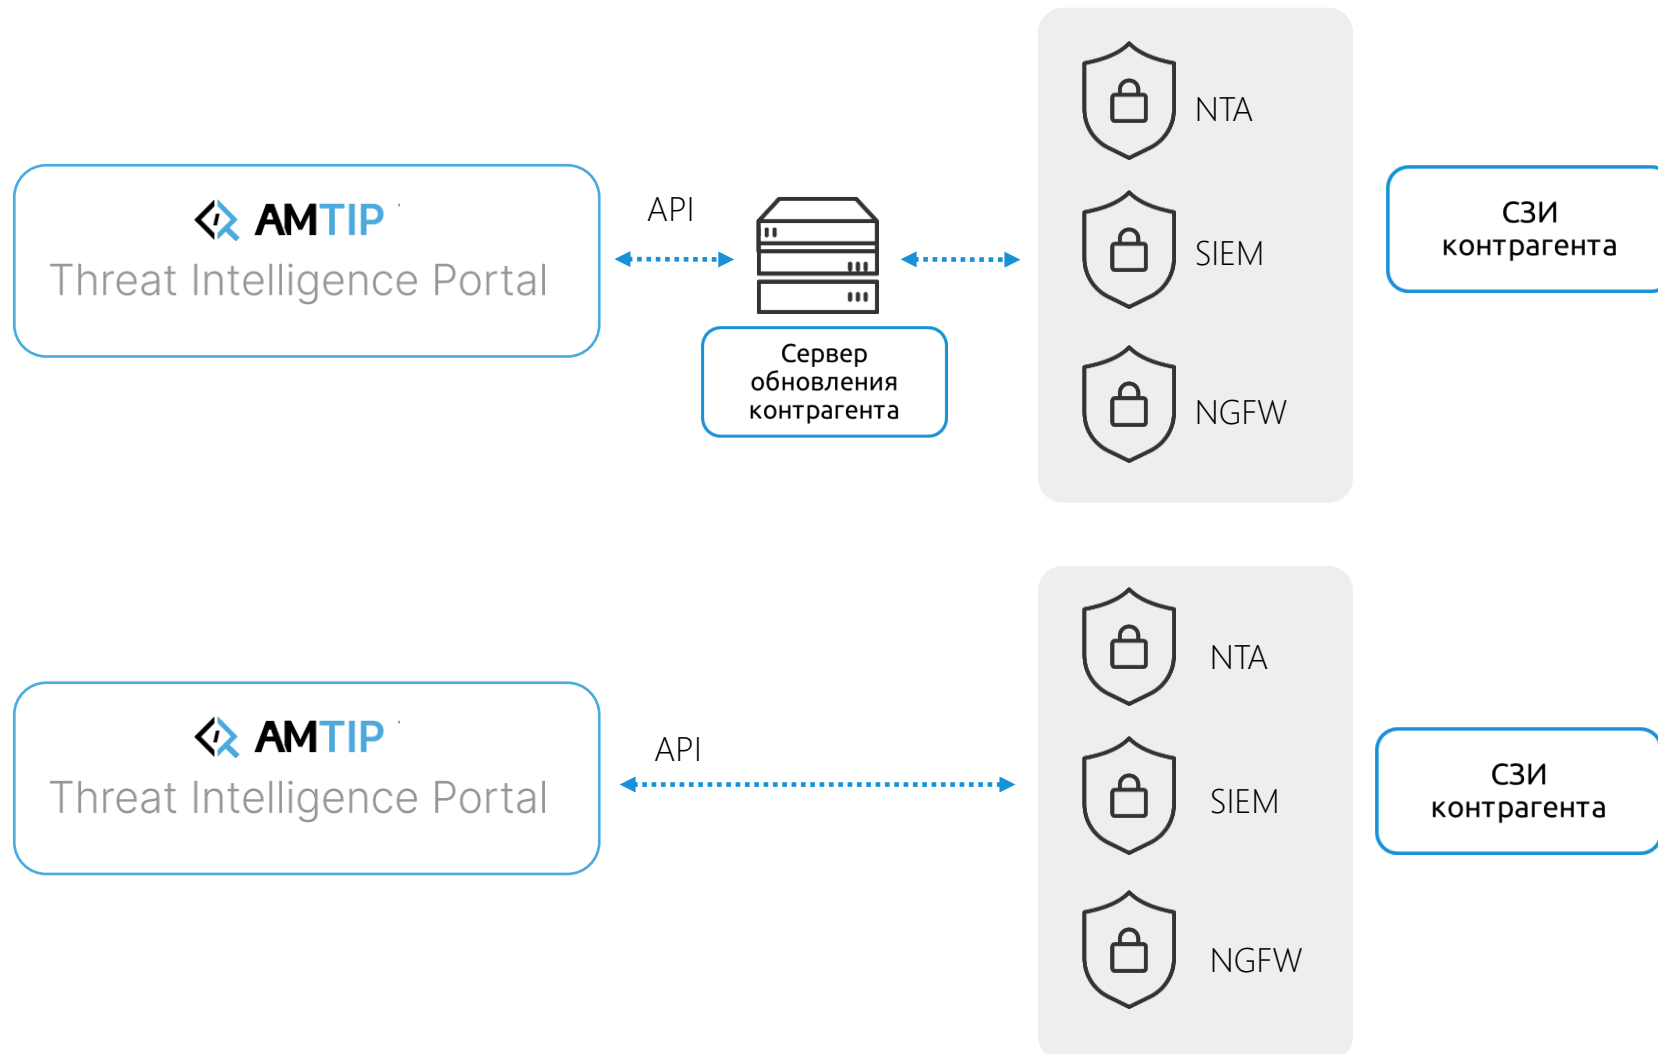 AMTIP
Threat Intelligence Portal
API
Сервер
обновления
контрагента
NTA
SIEM
NGFW
СЗИ
контрагента
AMTIP
Threat Intelligence Portal
API
NTA
SIEM
NGFW
СЗИ
контрагента